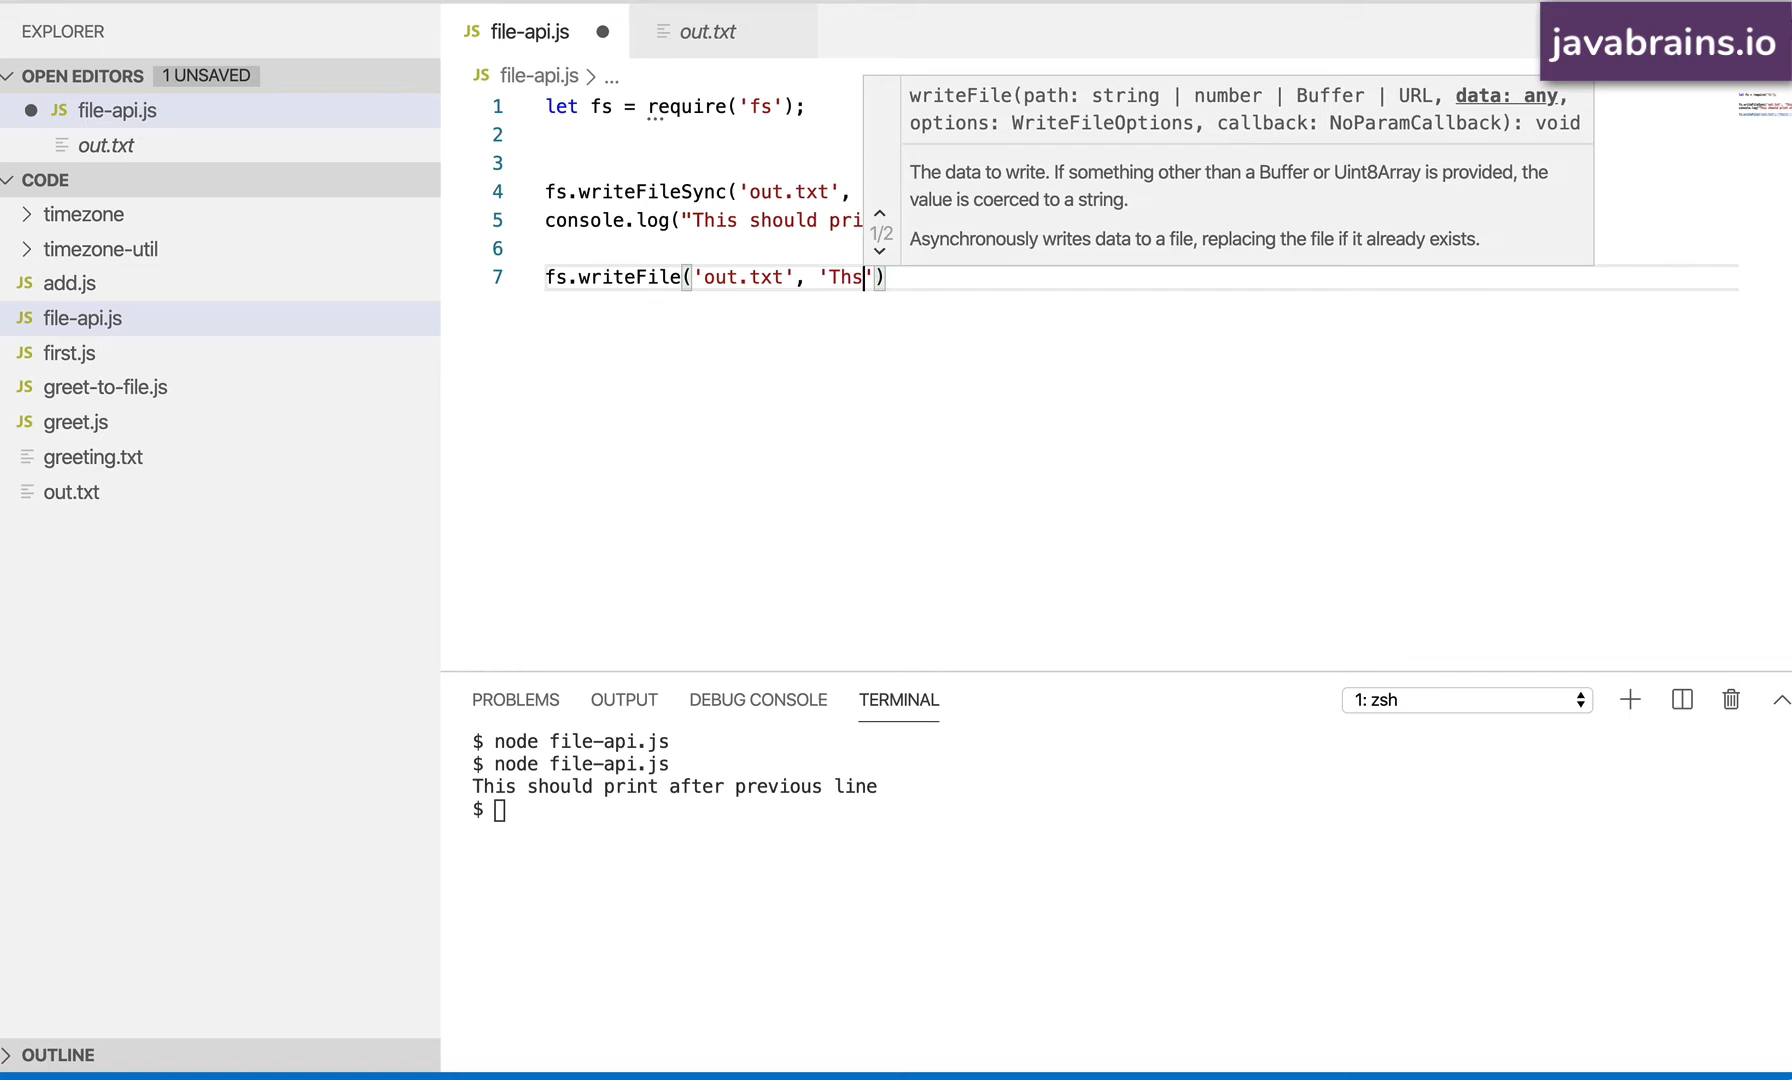 EXPLORER
OPEN EDITORS 1 UNSAVED
JS file-api.js
out.txt
CODE
timezone
timezone-util
JS add.js
JS file-api.js
JS first.js
JS greet-to-file.js
JS greet.js
greeting.txt
out.txt
OUTLINE
JS file-api.js
out.txt
javabrains.io
JS file-api.js > ...
1 let fs = require('fs');
2
3
4 fs.writeFileSync('out.txt',
5 console.log("This should pri
6
7 fs.writeFile('out.txt', 'Ths')
writeFile(path: string | number | Buffer | URL, data: any,
options: WriteFileOptions, callback: NoParamCallback): void
The data to write. If something other than a Buffer or Uint8Array is provided, the
value is coerced to a string.
1/2
Asynchronously writes data to a file, replacing the file if it already exists.
PROBLEMS OUTPUT DEBUG CONSOLE TERMINAL
1: zsh
$ node file-api.js
$ node file-api.js
This should print after previous line
$